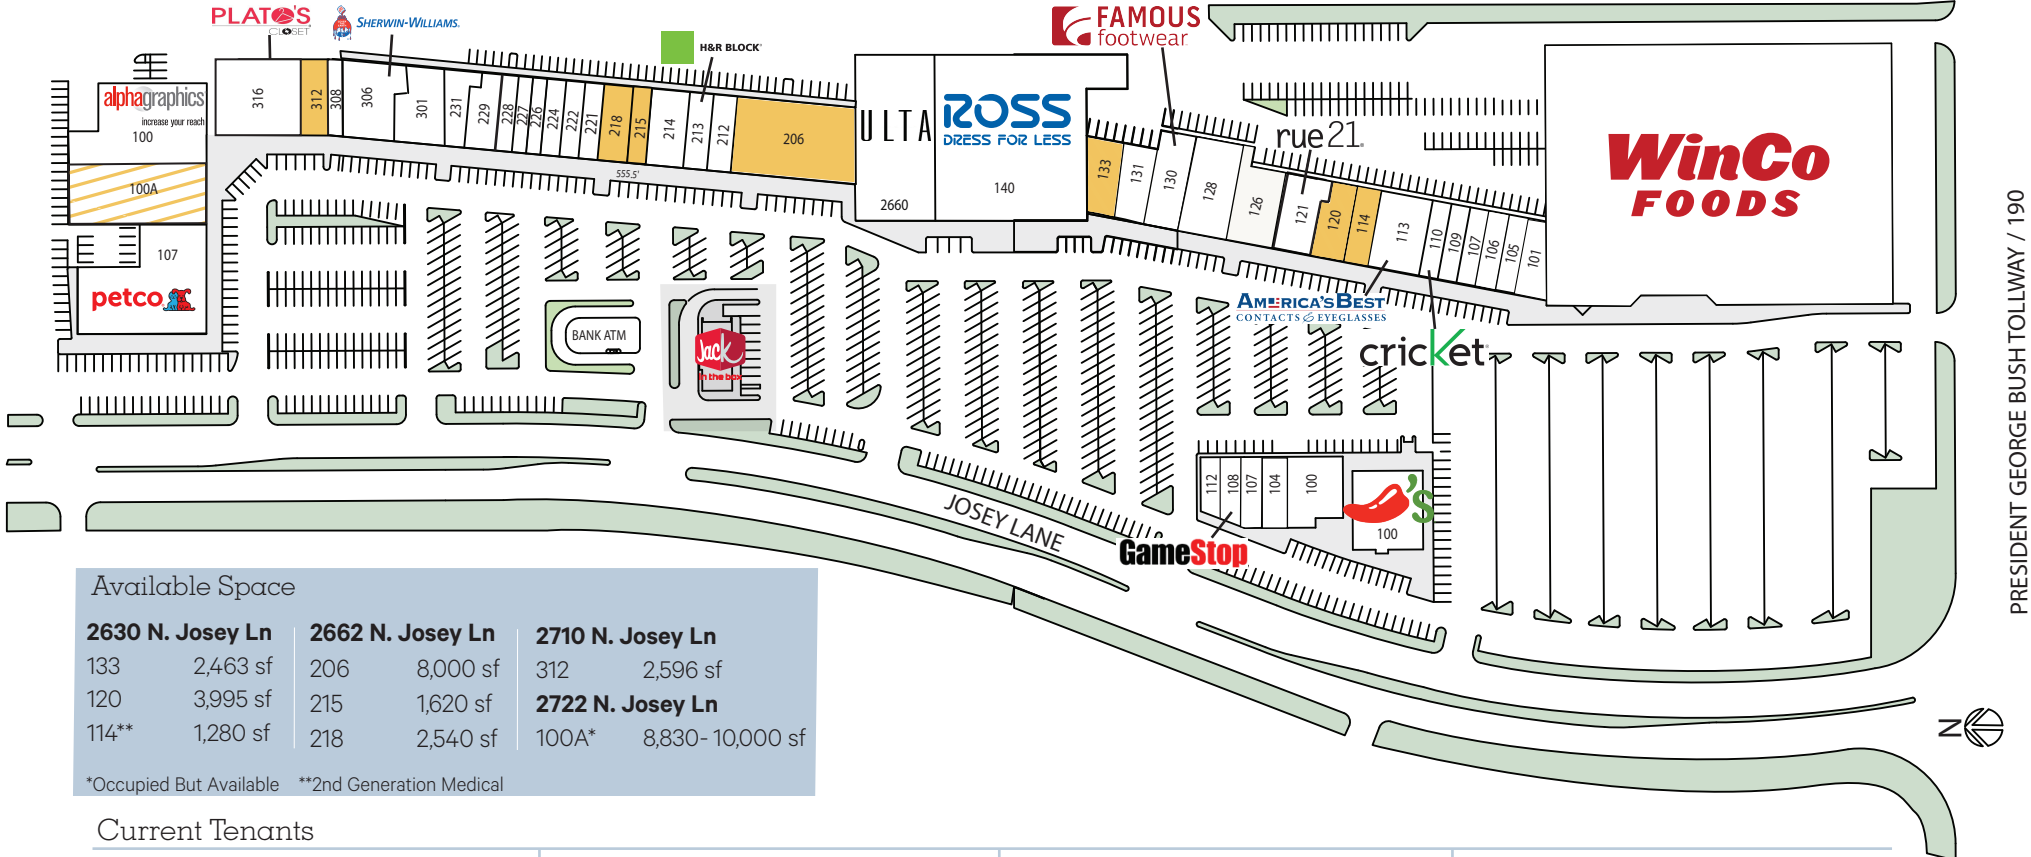 PLATO'S
CLOSET
SHERWIN-WILLIAMS.
H&R BLOCK
FAMOUS
footwear
alphagraphics
increase your reach
100
100A
107
petco
316
312
308
306
301
231
229
228
227
226
224
222
221
218
215
214
213
212
206
555.5'
ULTA
2660
ROSS
DRESS FOR LESS
140
133
131
130
128
126
rue21
121
120
114
113
110
109
107
106
105
101
WinCo
FOODS
AMERICA'S BEST
CONTACTS & EYEGLASSES
cricket
BANK ATM
Jack
in the box
112
108
107
104
100
'S
100
GameStop
JOSEY LANE
PRESIDENT GEORGE BUSH TOLLWAY / 190
N
Available Space
2630 N. Josey Ln
133 2,463 sf
120 3,995 sf
114** 1,280 sf
2662 N. Josey Ln
206 8,000 sf
215 1,620 sf
218 2,540 sf
2710 N. Josey Ln
312 2,596 sf
2722 N. Josey Ln
100A* 8,830-10,000 sf
*Occupied But Available **2nd Generation Medical
Current Tenants